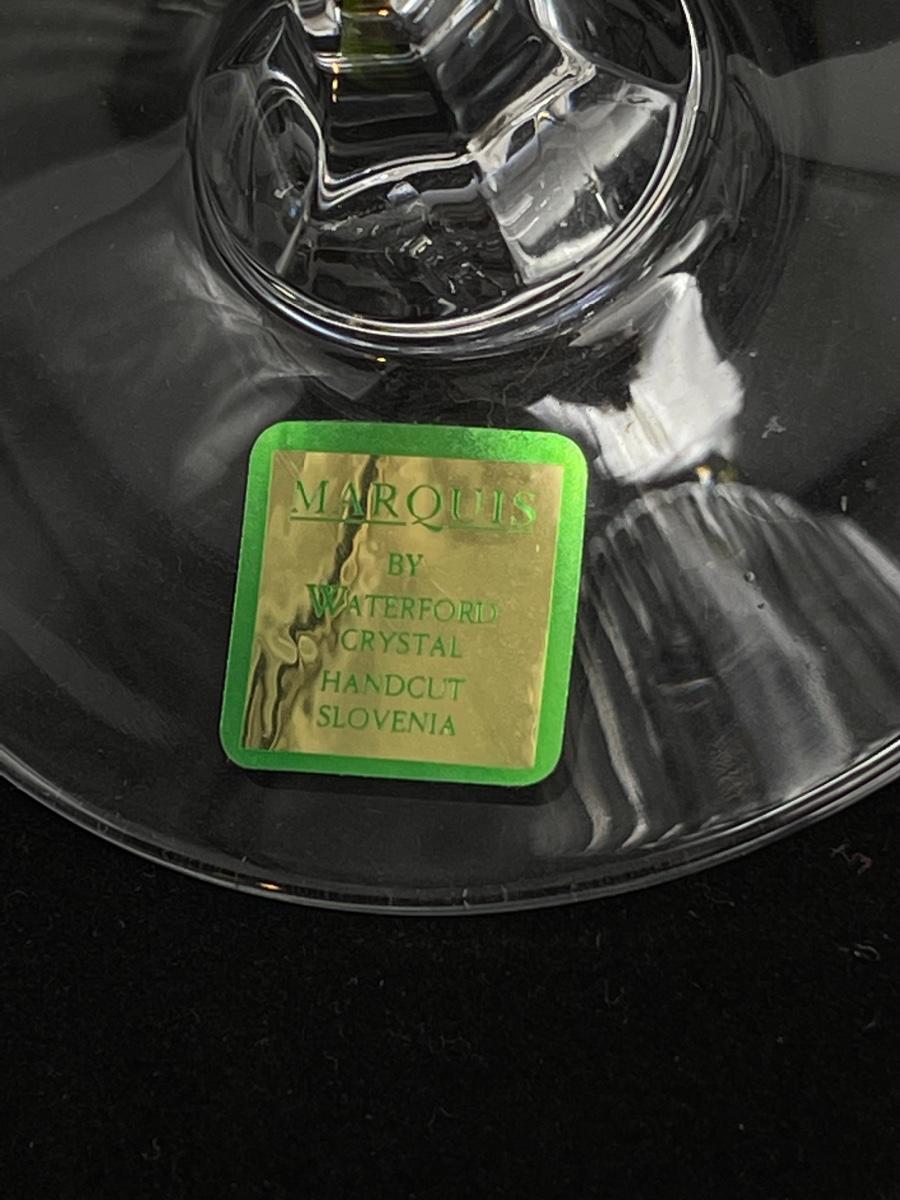 MARQUIS
BY
WATERFORD
CRYSTAL
HANDCUT
SLOVENIA